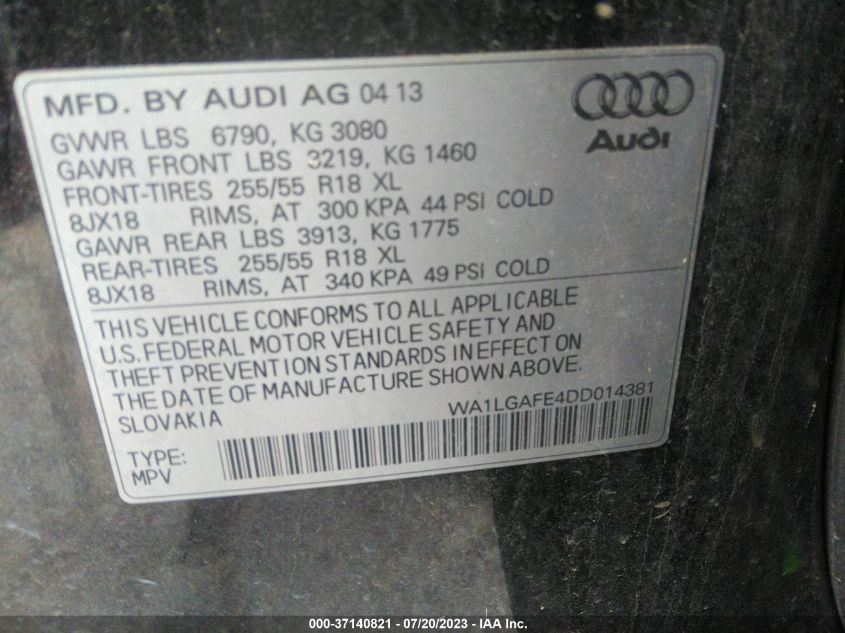 MFD. BY AUDI AG 04 13
GVWR LBS 6790, KG 3080
GAWR FRONT LBS 3219, KG 1460
FRONT-TIRES 255/55 R18 XL
8JX18 RIMS, AT 300 KPA 44 PSI COLD
GAWR REAR LBS 3913, KG 1775
REAR-TIRES 255/55 R18 XL
8JX18 RIMS, AT 340 KPA 49 PSI COLD
Audi
THIS VEHICLE CONFORMS TO ALL APPLICABLE
U.S. FEDERAL MOTOR VEHICLE SAFETY AND
THEFT PREVENTION STANDARDS IN EFFECT ON
THE DATE OF MANUFACTURE SHOWN ABOVE.
SLOVAKIA
WA1LGAFE4DD014381
TYPE:
MPV
000-37140821 - 07/20/2023 - IAA Inc.